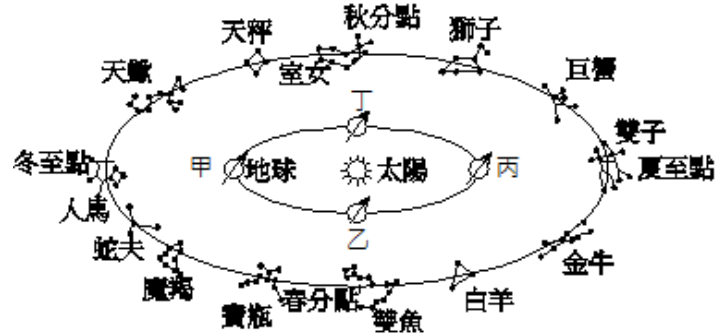 秋分點
天秤
獅子
室女
天蠍
巨蟹
丁
雙子
冬至點
甲
地球
太陽
丙
夏至點
人馬
乙
蛇夫
金牛
魔羯
寶瓶
春分點
雙魚
白羊